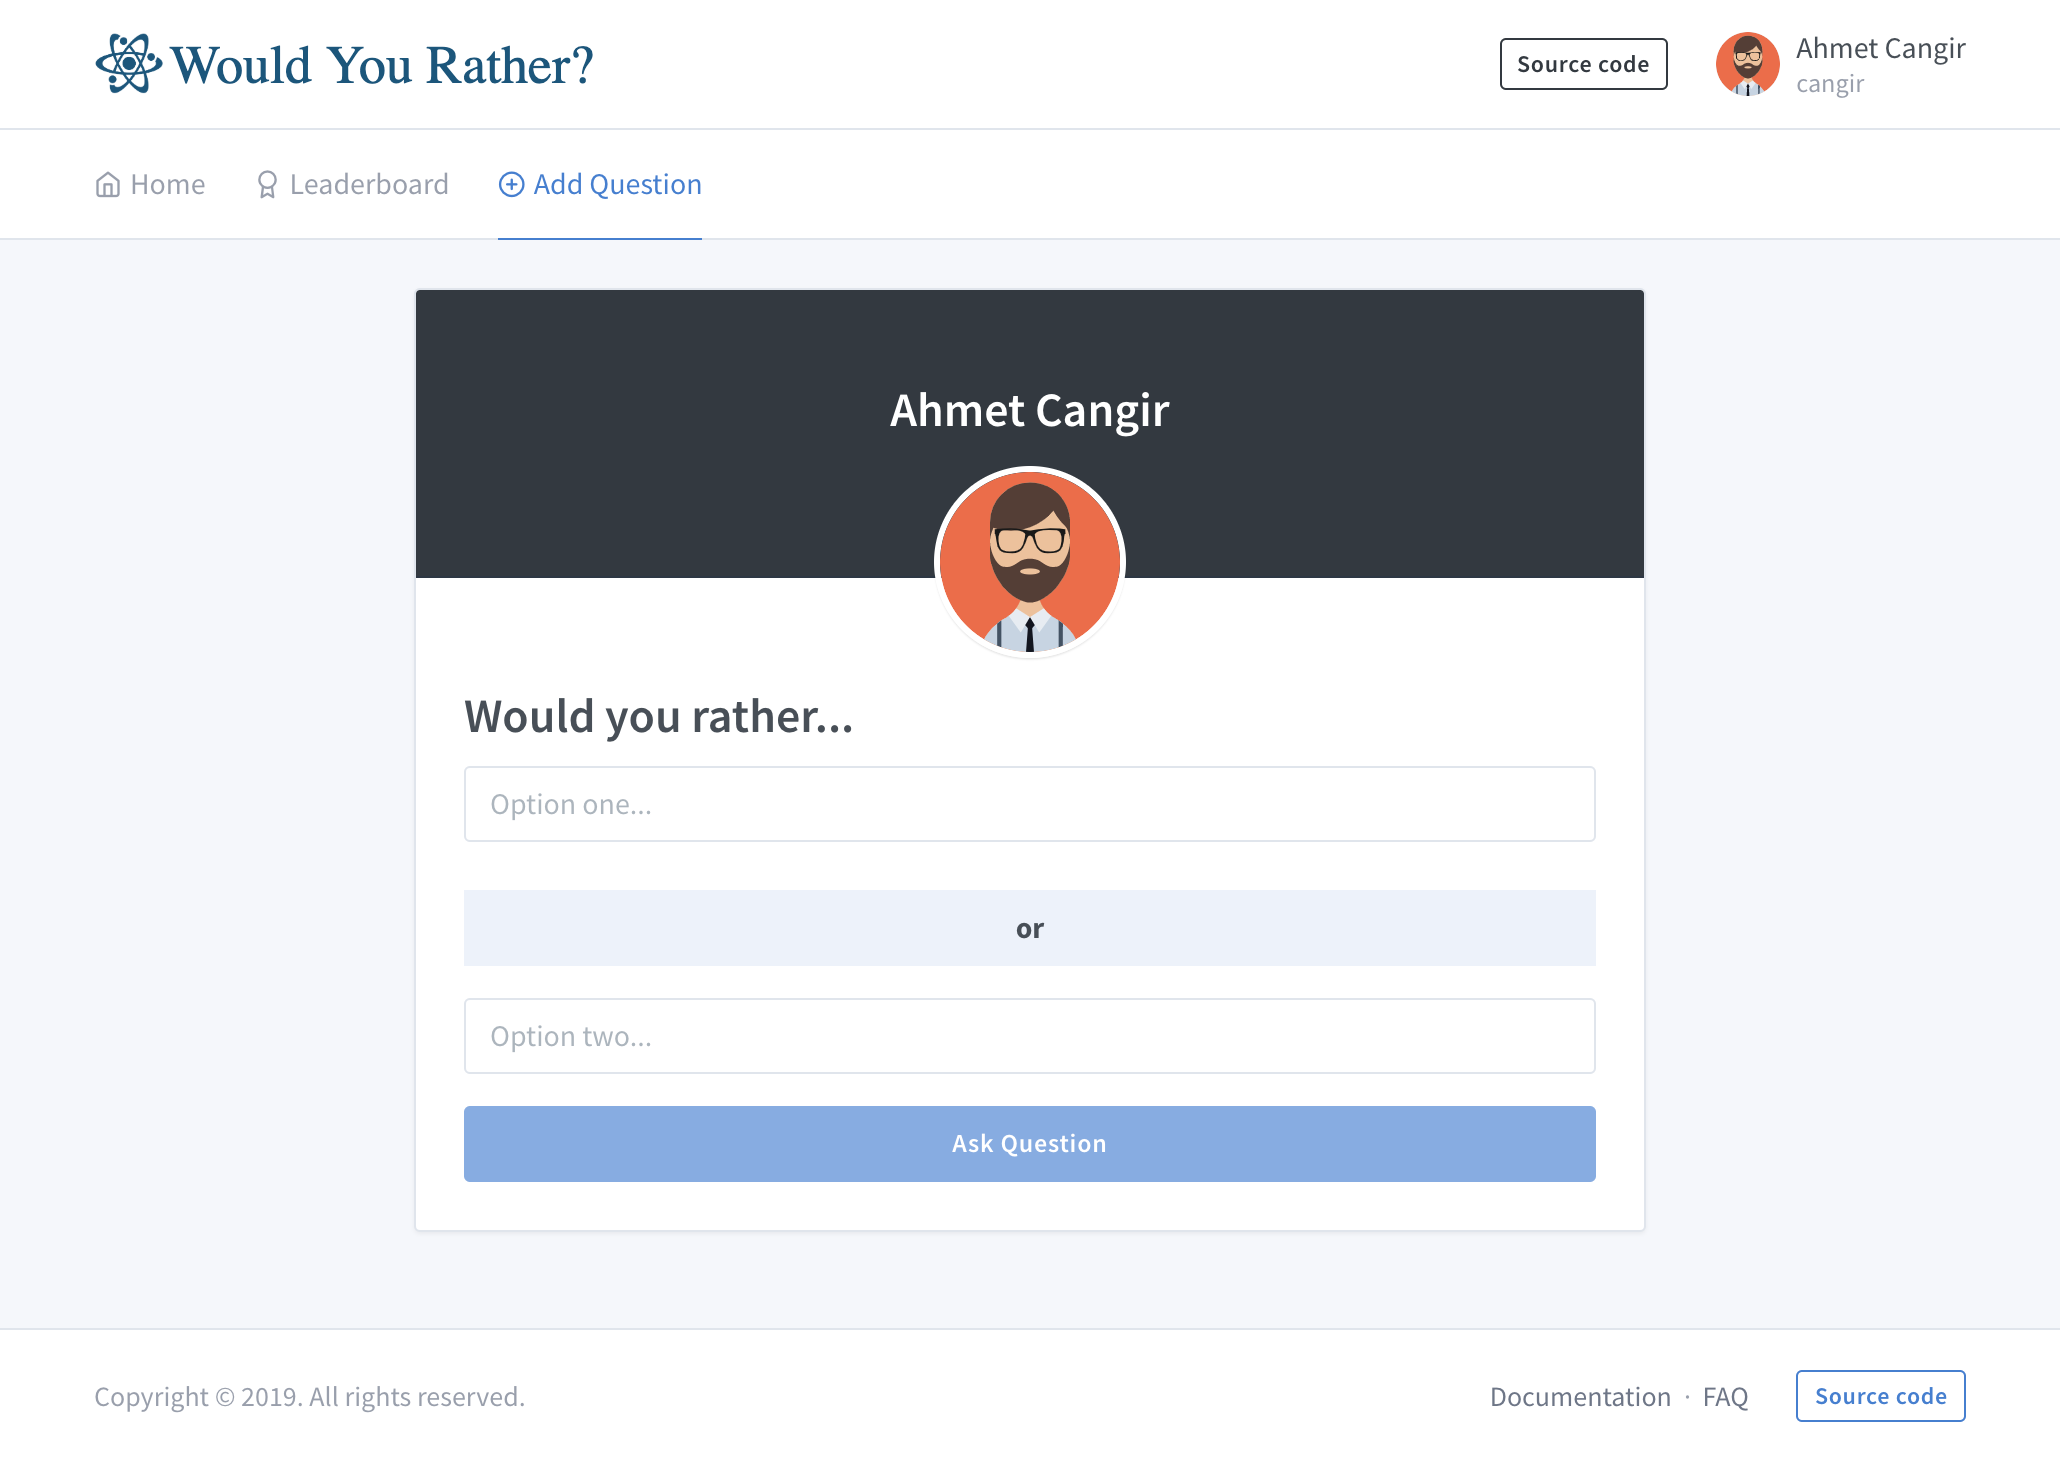 Would You Rather?
Source code
Ahmet Cangir
cangir
Home
Leaderboard
Add Question
Ahmet Cangir
Would you rather...
Option one...
or
Option two...
Ask Question
Copyright © 2019. All rights reserved.
Documentation · FAQ
Source code